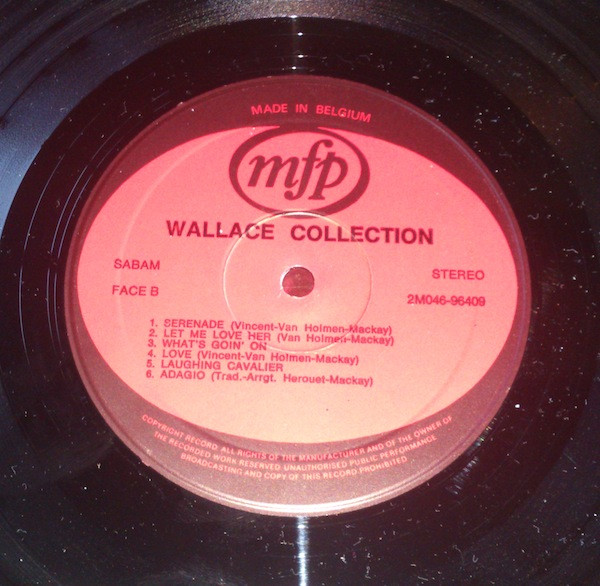 MADE IN BELGIUM
mfp
WALLACE COLLECTION
SABAM
STEREO
FACE B
2M046-96409
1. SERENADE (Vincent-Van Holmen-Mackay)
2. LET ME LOVE HER (Van Holmen-Mackay)
3. WHAT'S GOIN' ON
4. LOVE (Vincent-Van Holmen-Mackay)
5. LAUGHING CAVALIER
6. ADAGIO (Trad.-Arrgt. Herouet-Mackay)
COPYRIGHT RECORD ALL RIGHTS OF THE MANUFACTURER AND OF THE OWNER OF
THE RECORDED WORK RESERVED UNAUTHORISED PUBLIC PERFORMANCE
BROADCASTING AND COPY OF THIS RECORD PROHIBITED